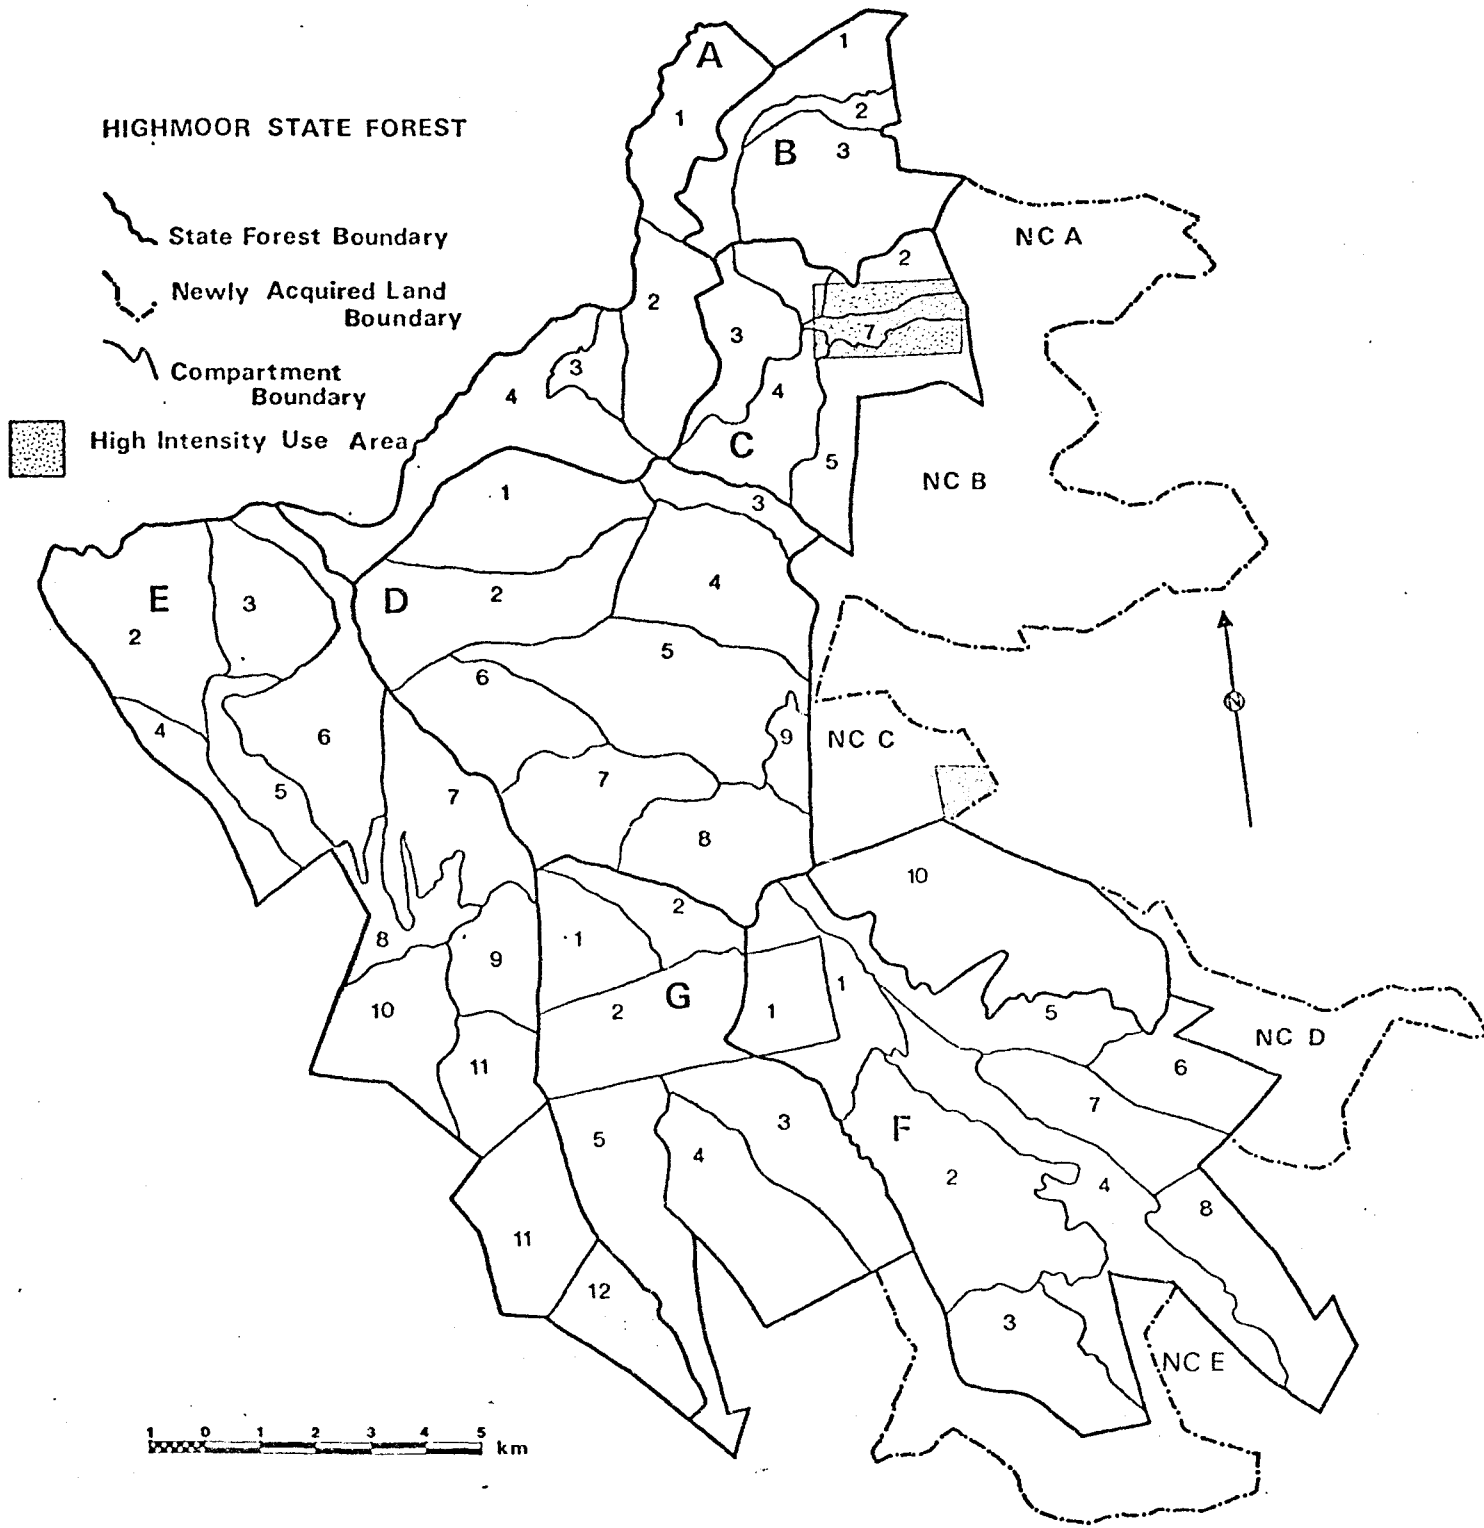 HIGHMOOR STATE FOREST
State Forest Boundary
Newly Acquired Land
Boundary
Compartment
Boundary
High Intensity Use Area
A
1
2
3
4
B
1
2
3
C
2
3
4
5
7
D
1
2
3
4
5
6
7
8
9
E
2
3
4
5
6
7
8
9
10
11
11
12
G
1
2
2
1
3
4
5
F
1
2
3
4
5
6
7
8
10
NC A
NC B
NC C
NC D
NC E
N
1 0 1 2 3 4 5 km